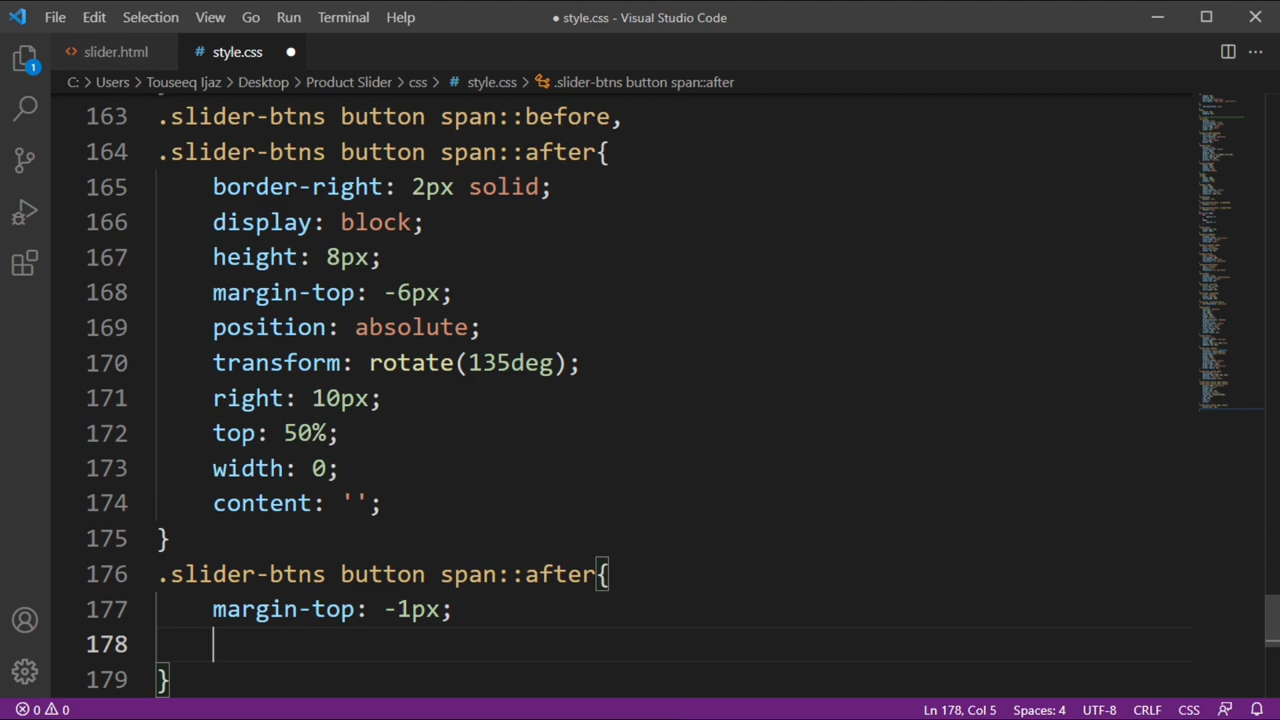 File Edit Selection View Go Run Terminal Help ● style.css - Visual Studio Code
slider.html # style.css
C: > Users > Touseeq Ijaz > Desktop > Product Slider > css > # style.css > .slider-btns button span::after
1
163 .slider-btns button span::before,
164 .slider-btns button span::after{
165 border-right: 2px solid;
166 display: block;
167 height: 8px;
168 margin-top: -6px;
169 position: absolute;
170 transform: rotate(135deg);
171 right: 10px;
172 top: 50%;
173 width: 0;
174 content: '';
175 }
176 .slider-btns button span::after{
177 margin-top: -1px;
178
179 }
0 0 Ln 178, Col 5 Spaces: 4 UTF-8 CRLF CSS